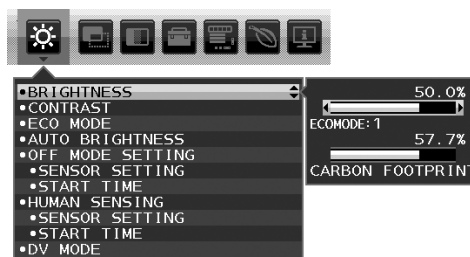 •BRIGHTNESS
•CONTRAST
•ECO MODE
•AUTO BRIGHTNESS
•OFF MODE SETTING
•SENSOR SETTING
•START TIME
•HUMAN SENSING
•SENSOR SETTING
•START TIME
•DV MODE
50.0%
ECOMODE:1
57.7%
CARBON FOOTPRINT